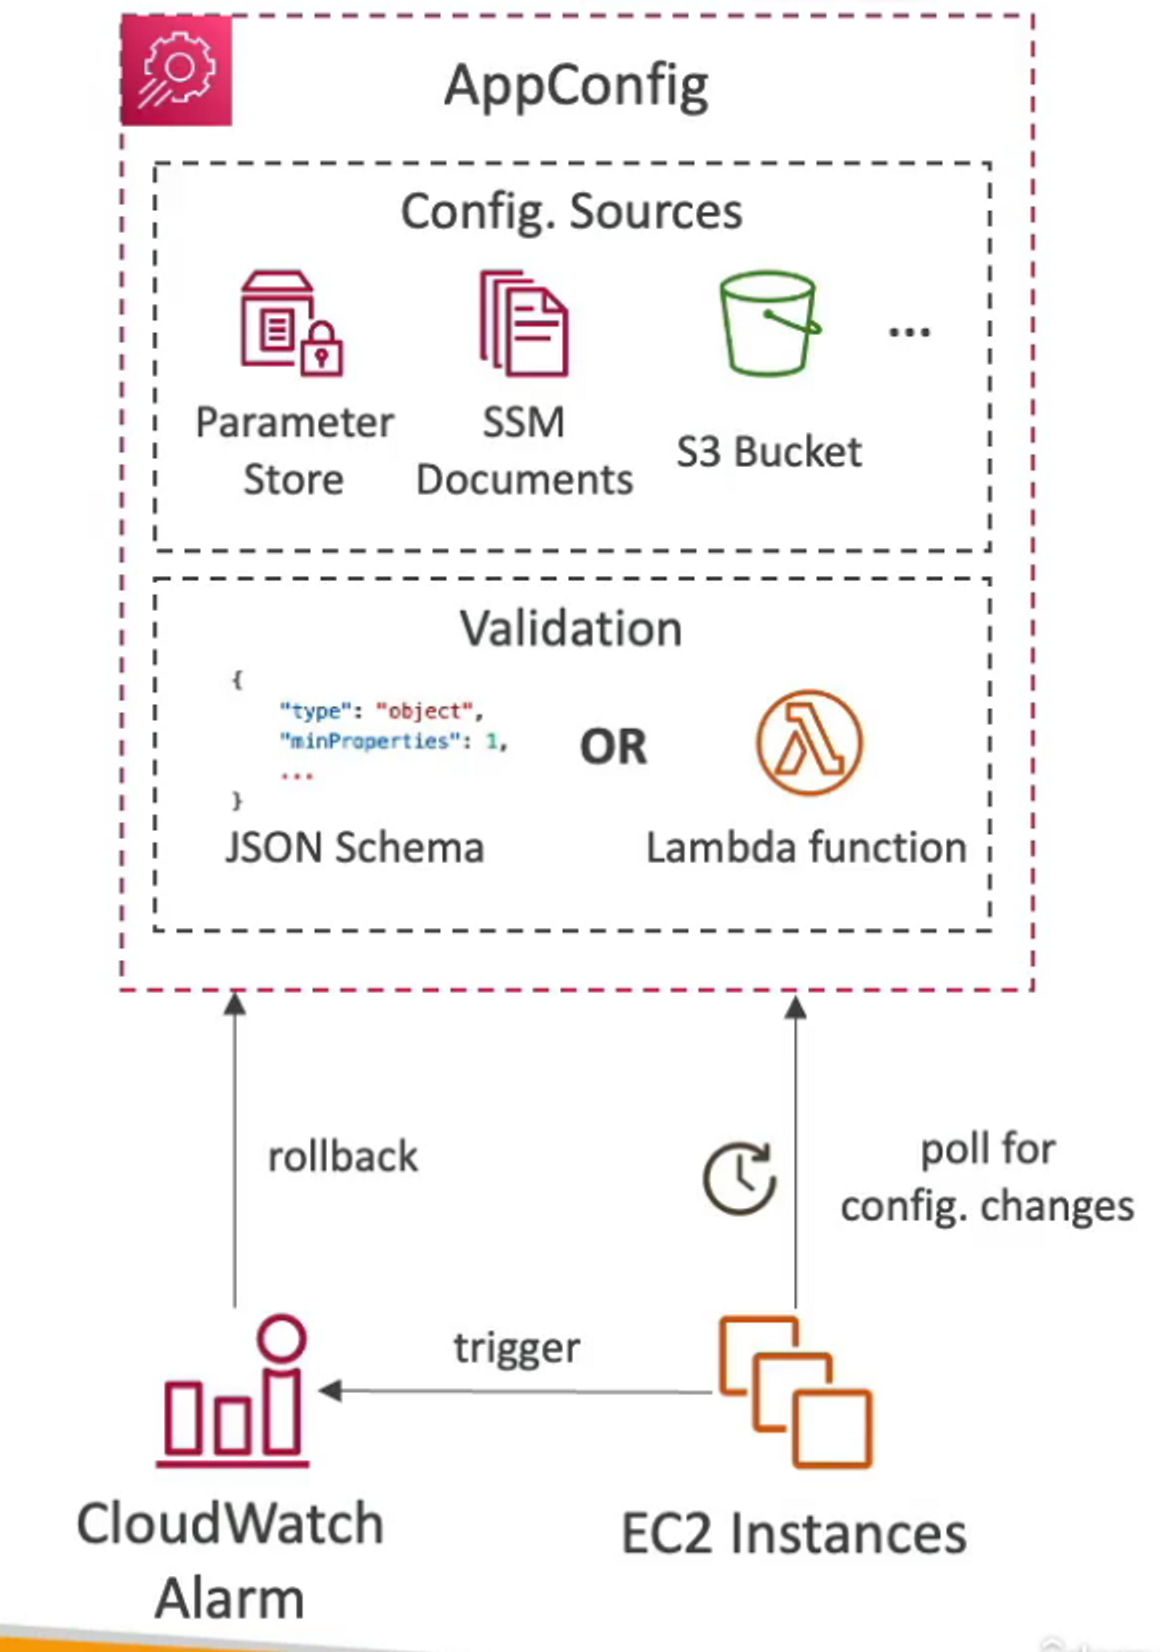 AppConfig
Config. Sources
...
Parameter
Store
SSM
Documents
S3 Bucket
Validation
{
"type": "object",
"minProperties": 1,
...
}
OR
JSON Schema
Lambda function
rollback
poll for
config. changes
trigger
CloudWatch
Alarm
EC2 Instances